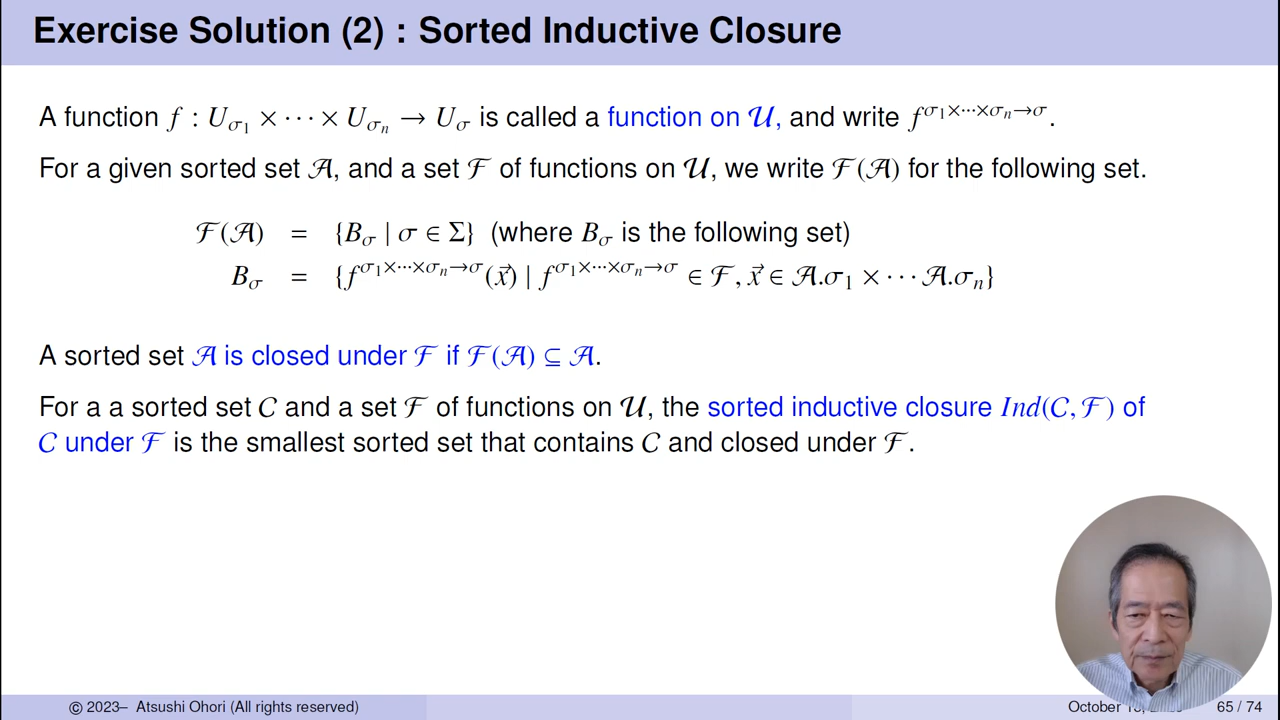 Exercise Solution (2) : Sorted Inductive Closure
A function f : U_σ₁ × ⋯ × U_σₙ → U_σ is called a function on 𝒰, and write f^{σ₁×⋯×σₙ→σ}.
For a given sorted set 𝒜, and a set ℱ of functions on 𝒰, we write ℱ(𝒜) for the following set.
ℱ(𝒜) = {B_σ | σ ∈ Σ} (where B_σ is the following set)
B_σ = {f^{σ₁×⋯×σₙ→σ}(x⃗) | f^{σ₁×⋯×σₙ→σ} ∈ ℱ, x⃗ ∈ 𝒜.σ₁ × ⋯ 𝒜.σₙ}
A sorted set 𝒜 is closed under ℱ if ℱ(𝒜) ⊆ 𝒜.
For a a sorted set 𝒞 and a set ℱ of functions on 𝒰, the sorted inductive closure Ind(𝒞, ℱ) of
𝒞 under ℱ is the smallest sorted set that contains 𝒞 and closed under ℱ.
© 2023– Atsushi Ohori (All rights reserved)
October 65 / 74